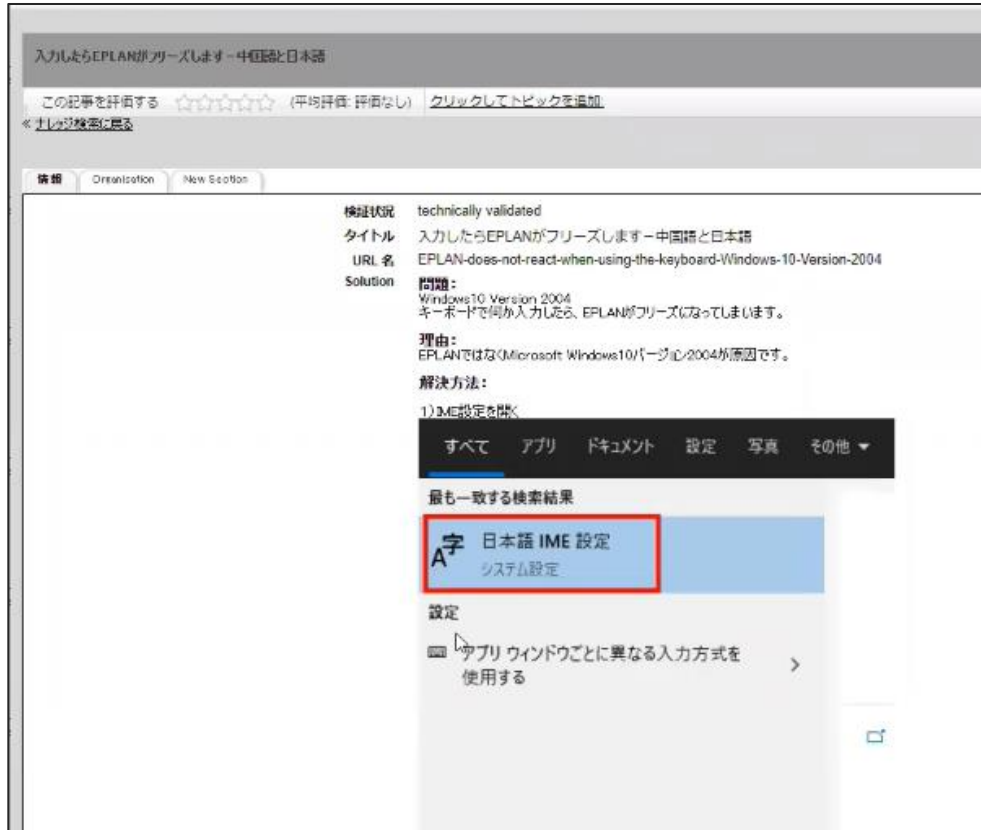 入力したらEPLANがフリーズします－中国語と日本語
この記事を評価する ☆☆☆☆☆ (平均評価: 評価なし) クリックしてトピックを追加:
« ナレッジ検索に戻る
情報 Organisation New Section
検証状況 technically validated
タイトル 入力したらEPLANがフリーズします－中国語と日本語
URL 名 EPLAN-does-not-react-when-using-the-keyboard-Windows-10-Version-2004
Solution 問題：
Windows10 Version 2004
キーボードで何か入力したら、EPLANがフリーズになってしまいます。
理由：
EPLANではなくMicrosoft Windows10バージョン2004が原因です。
解決方法：
1)IME設定を開く
すべて アプリ ドキュメント 設定 写真 その他
最も一致する検索結果
A字 日本語 IME 設定
システム設定
設定
アプリ ウィンドウごとに異なる入力方式を
使用する